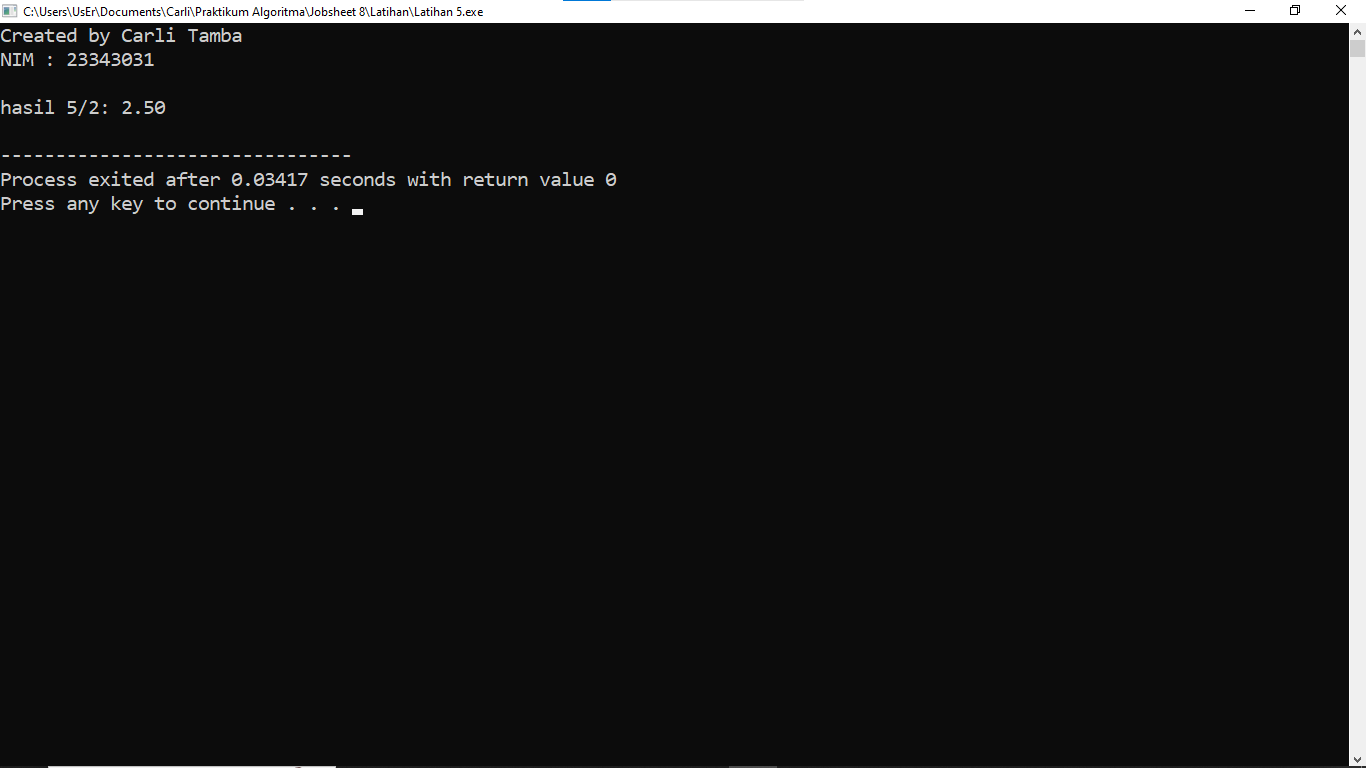 C:\Users\UsEr\Documents\Carli\Praktikum Algoritma\Jobsheet 8\Latihan\Latihan 5.exe
Created by Carli Tamba
NIM : 23343031
hasil 5/2: 2.50
--------------------------------
Process exited after 0.03417 seconds with return value 0
Press any key to continue . . .